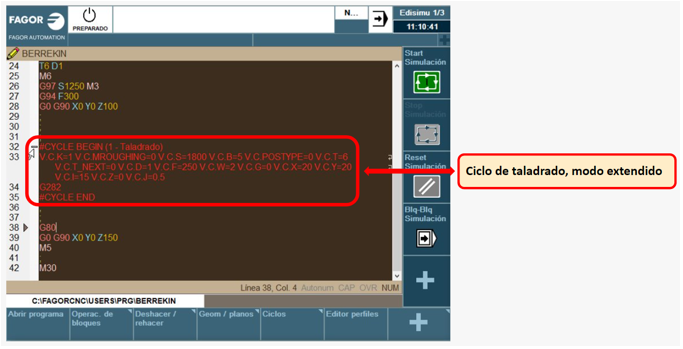 FAGOR
FAGOR AUTOMATION
PREPARADO
N...
Edisimu 1/3
11:10:41
BERREKIN
24 T6 D1
25 M6
26 G97 S1250 M3
27 G94 F300
28 G0 G90 X0 Y0 Z100
29 ;
30 ;
31
32 #CYCLE BEGIN (1 - Taladrado)
33 V.C.K=1 V.C.MROUGHING=0 V.C.S=1800 V.C.B=5 V.C.POSTYPE=0 V.C.T=6
V.C.T_NEXT=0 V.C.D=1 V.C.F=250 V.C.W=2 V.C.G=0 V.C.X=20 V.C.Y=20
V.C.I=15 V.C.Z=0 V.C.J=0.5
34 G282
35 #CYCLE END
36 ;
37 ;
38 G80
39 G0 G90 X0 Y0 Z150
40 M5
41 ;
42 M30
Línea 38, Col. 4 Autonum CAP OVR NUM
C:\FAGORCNC\USERS\PRG\BERREKIN
Abrir programa
Operac. de
bloques
Deshacer /
rehacer
Geom / planos
Ciclos
Editor perfiles
Start
Simulación
Stop
Simulación
Reset
Simulación
Blq-Blq
Simulación
Ciclo de taladrado, modo extendido